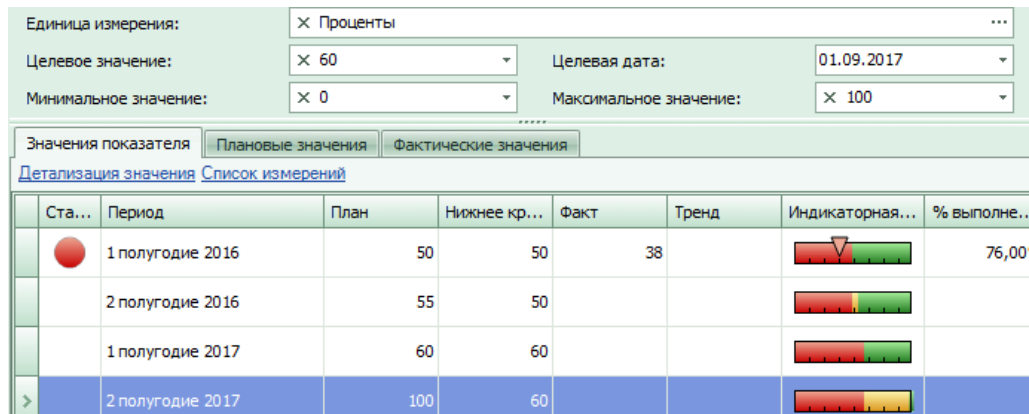 Единица измерения: Проценты ...
Целевое значение: 60 Целевая дата: 01.09.2017
Минимальное значение: 0 Максимальное значение: 100
Значения показателя Плановые значения Фактические значения
Детализация значения Список измерений
Ста... Период План Нижнее кр... Факт Тренд Индикаторная... % выполне...
1 полугодие 2016 50 50 38 76,00
2 полугодие 2016 55 50
1 полугодие 2017 60 60
2 полугодие 2017 100 60